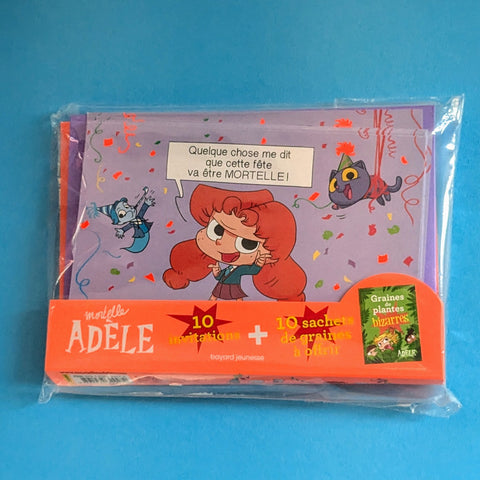 Quelque chose me dit
que cette fête
va être MORTELLE !
mortelle
ADÈLE
10
invitations
+
10 sachets
de graines
à offrir
bayard jeunesse
Graines
de plantes
bizarres
ADÈLE